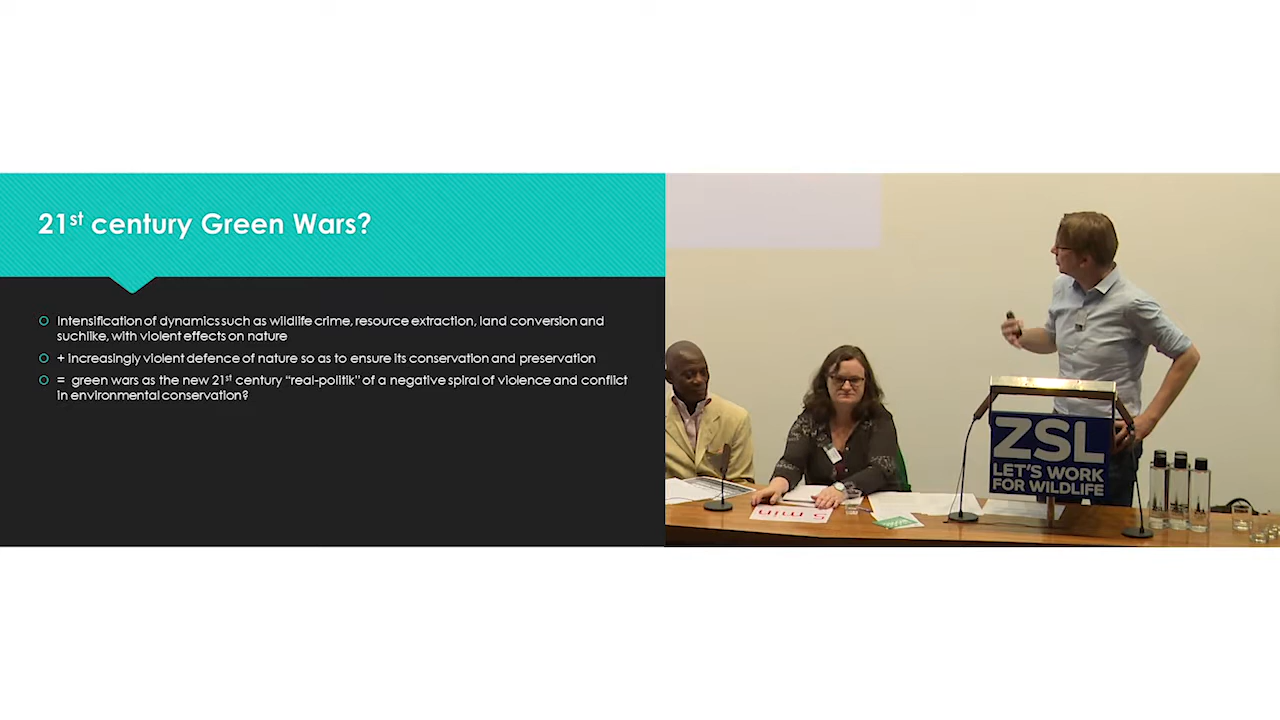 21st century Green Wars?
Intensification of dynamics such as wildlife crime, resource extraction, land conversion and
suchlike, with violent effects on nature
+ increasingly violent defence of nature so as to ensure its conservation and preservation
= green wars as the new 21st century “real-politik” of a negative spiral of violence and conflict
in environmental conservation?
ZSL
LET'S WORK
FOR WILDLIFE
5 min